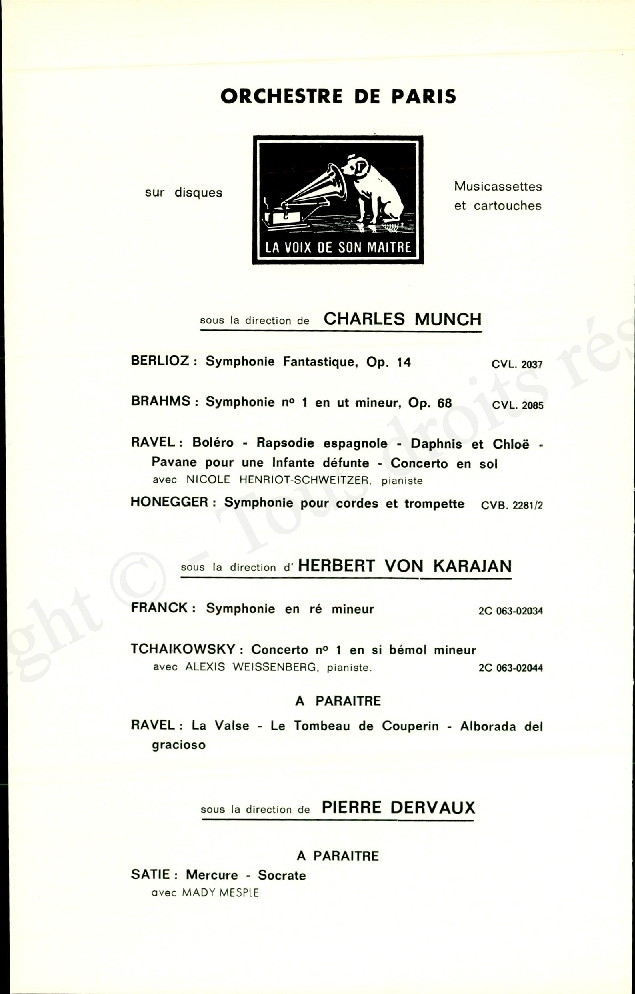 ORCHESTRE DE PARIS
sur disques
Musicassettes
et cartouches
LA VOIX DE SON MAITRE
sous la direction de CHARLES MUNCH
BERLIOZ : Symphonie Fantastique, Op. 14 CVL. 2037
BRAHMS : Symphonie nº 1 en ut mineur, Op. 68 CVL. 2085
RAVEL : Boléro - Rapsodie espagnole - Daphnis et Chloë -
Pavane pour une Infante défunte - Concerto en sol
avec NICOLE HENRIOT-SCHWEITZER, pianiste
HONEGGER : Symphonie pour cordes et trompette CVB. 2281/2
sous la direction d' HERBERT VON KARAJAN
FRANCK : Symphonie en ré mineur 2C 063-02034
TCHAIKOWSKY : Concerto nº 1 en si bémol mineur
avec ALEXIS WEISSENBERG, pianiste. 2C 063-02044
A PARAITRE
RAVEL : La Valse - Le Tombeau de Couperin - Alborada del
gracioso
sous la direction de PIERRE DERVAUX
A PARAITRE
SATIE : Mercure - Socrate
avec MADY MESPLE
ght © - Tous droits rés